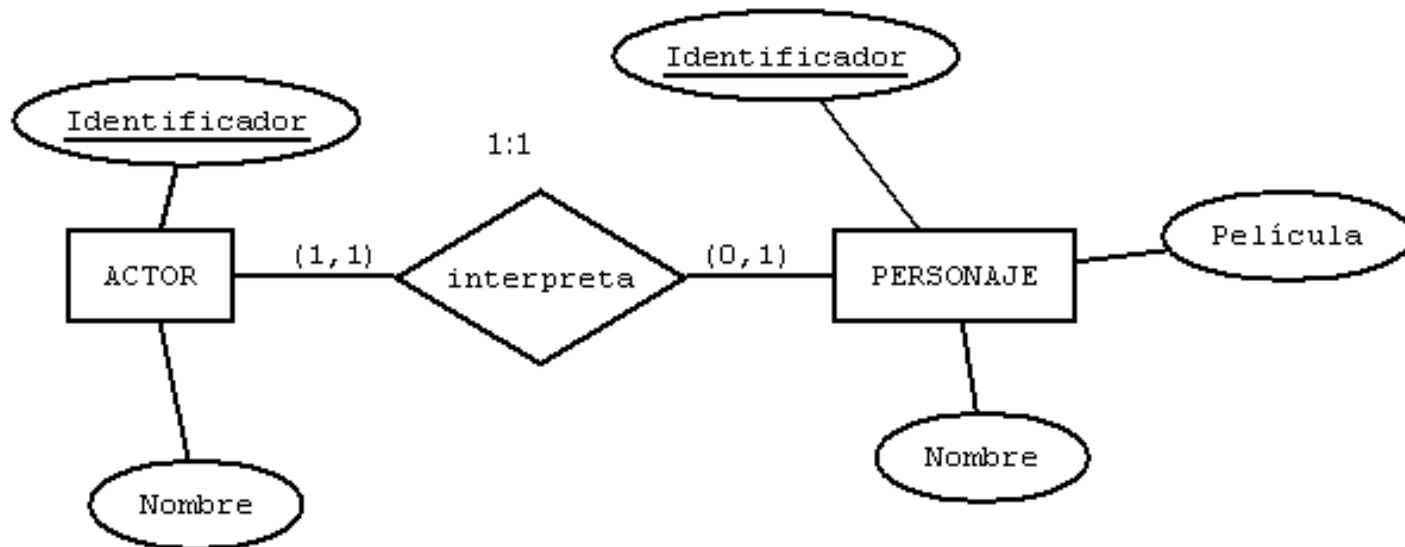 Identificador
Identificador
1:1
Película
(1,1)
(0,1)
ACTOR
interpreta
PERSONAJE
Nombre
Nombre